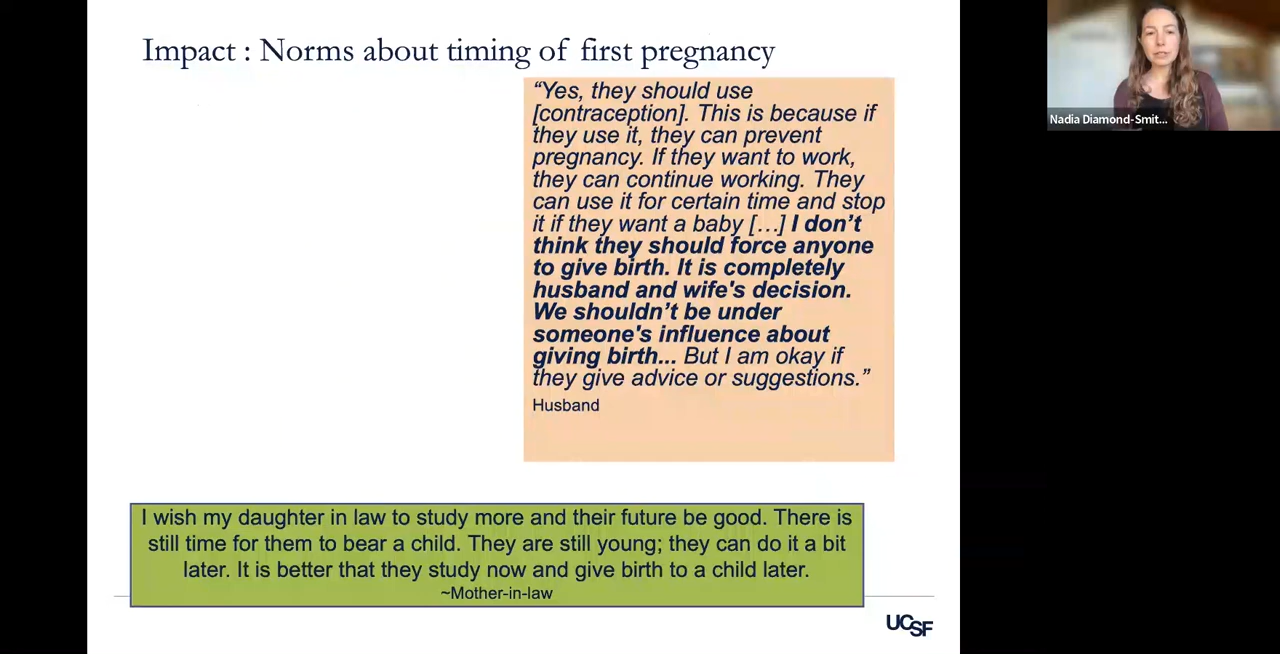 Impact : Norms about timing of first pregnancy
“Yes, they should use
[contraception]. This is because if
they use it, they can prevent
pregnancy. If they want to work,
they can continue working. They
can use it for certain time and stop
it if they want a baby […] I don’t
think they should force anyone
to give birth. It is completely
husband and wife's decision.
We shouldn’t be under
someone's influence about
giving birth... But I am okay if
they give advice or suggestions.”
Husband
I wish my daughter in law to study more and their future be good. There is
still time for them to bear a child. They are still young; they can do it a bit
later. It is better that they study now and give birth to a child later.
~Mother-in-law
UCSF
Nadia Diamond-Smit...